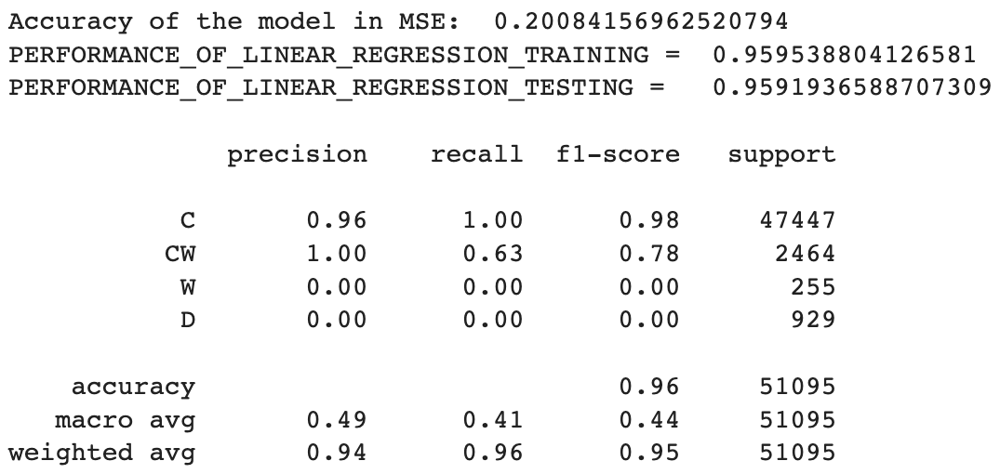 Accuracy of the model in MSE:  0.20084156962520794
PERFORMANCE_OF_LINEAR_REGRESSION_TRAINING =  0.959538804126581
PERFORMANCE_OF_LINEAR_REGRESSION_TESTING =   0.9591936588707309
precision    recall  f1-score   support
C       0.96      1.00      0.98     47447
CW       1.00      0.63      0.78      2464
W       0.00      0.00      0.00       255
D       0.00      0.00      0.00       929
accuracy                           0.96     51095
macro avg       0.49      0.41      0.44     51095
weighted avg       0.94      0.96      0.95     51095